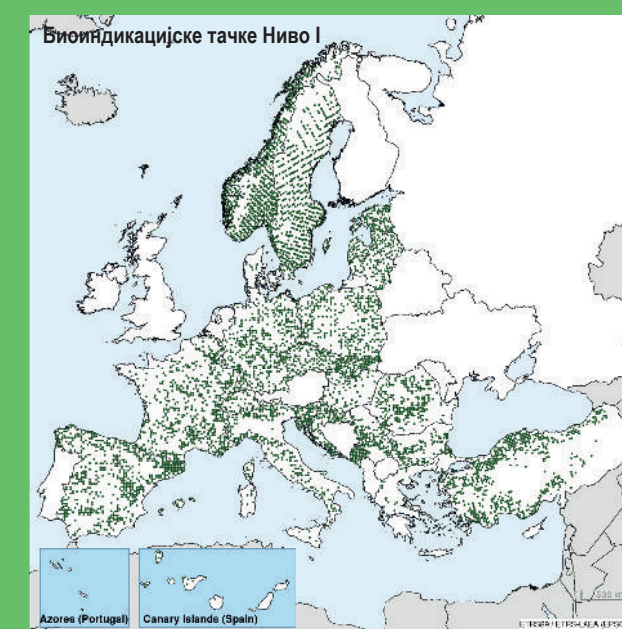 Биоиндикацијске тачке Ниво I
Azores (Portugal)
Canary Islands (Spain)